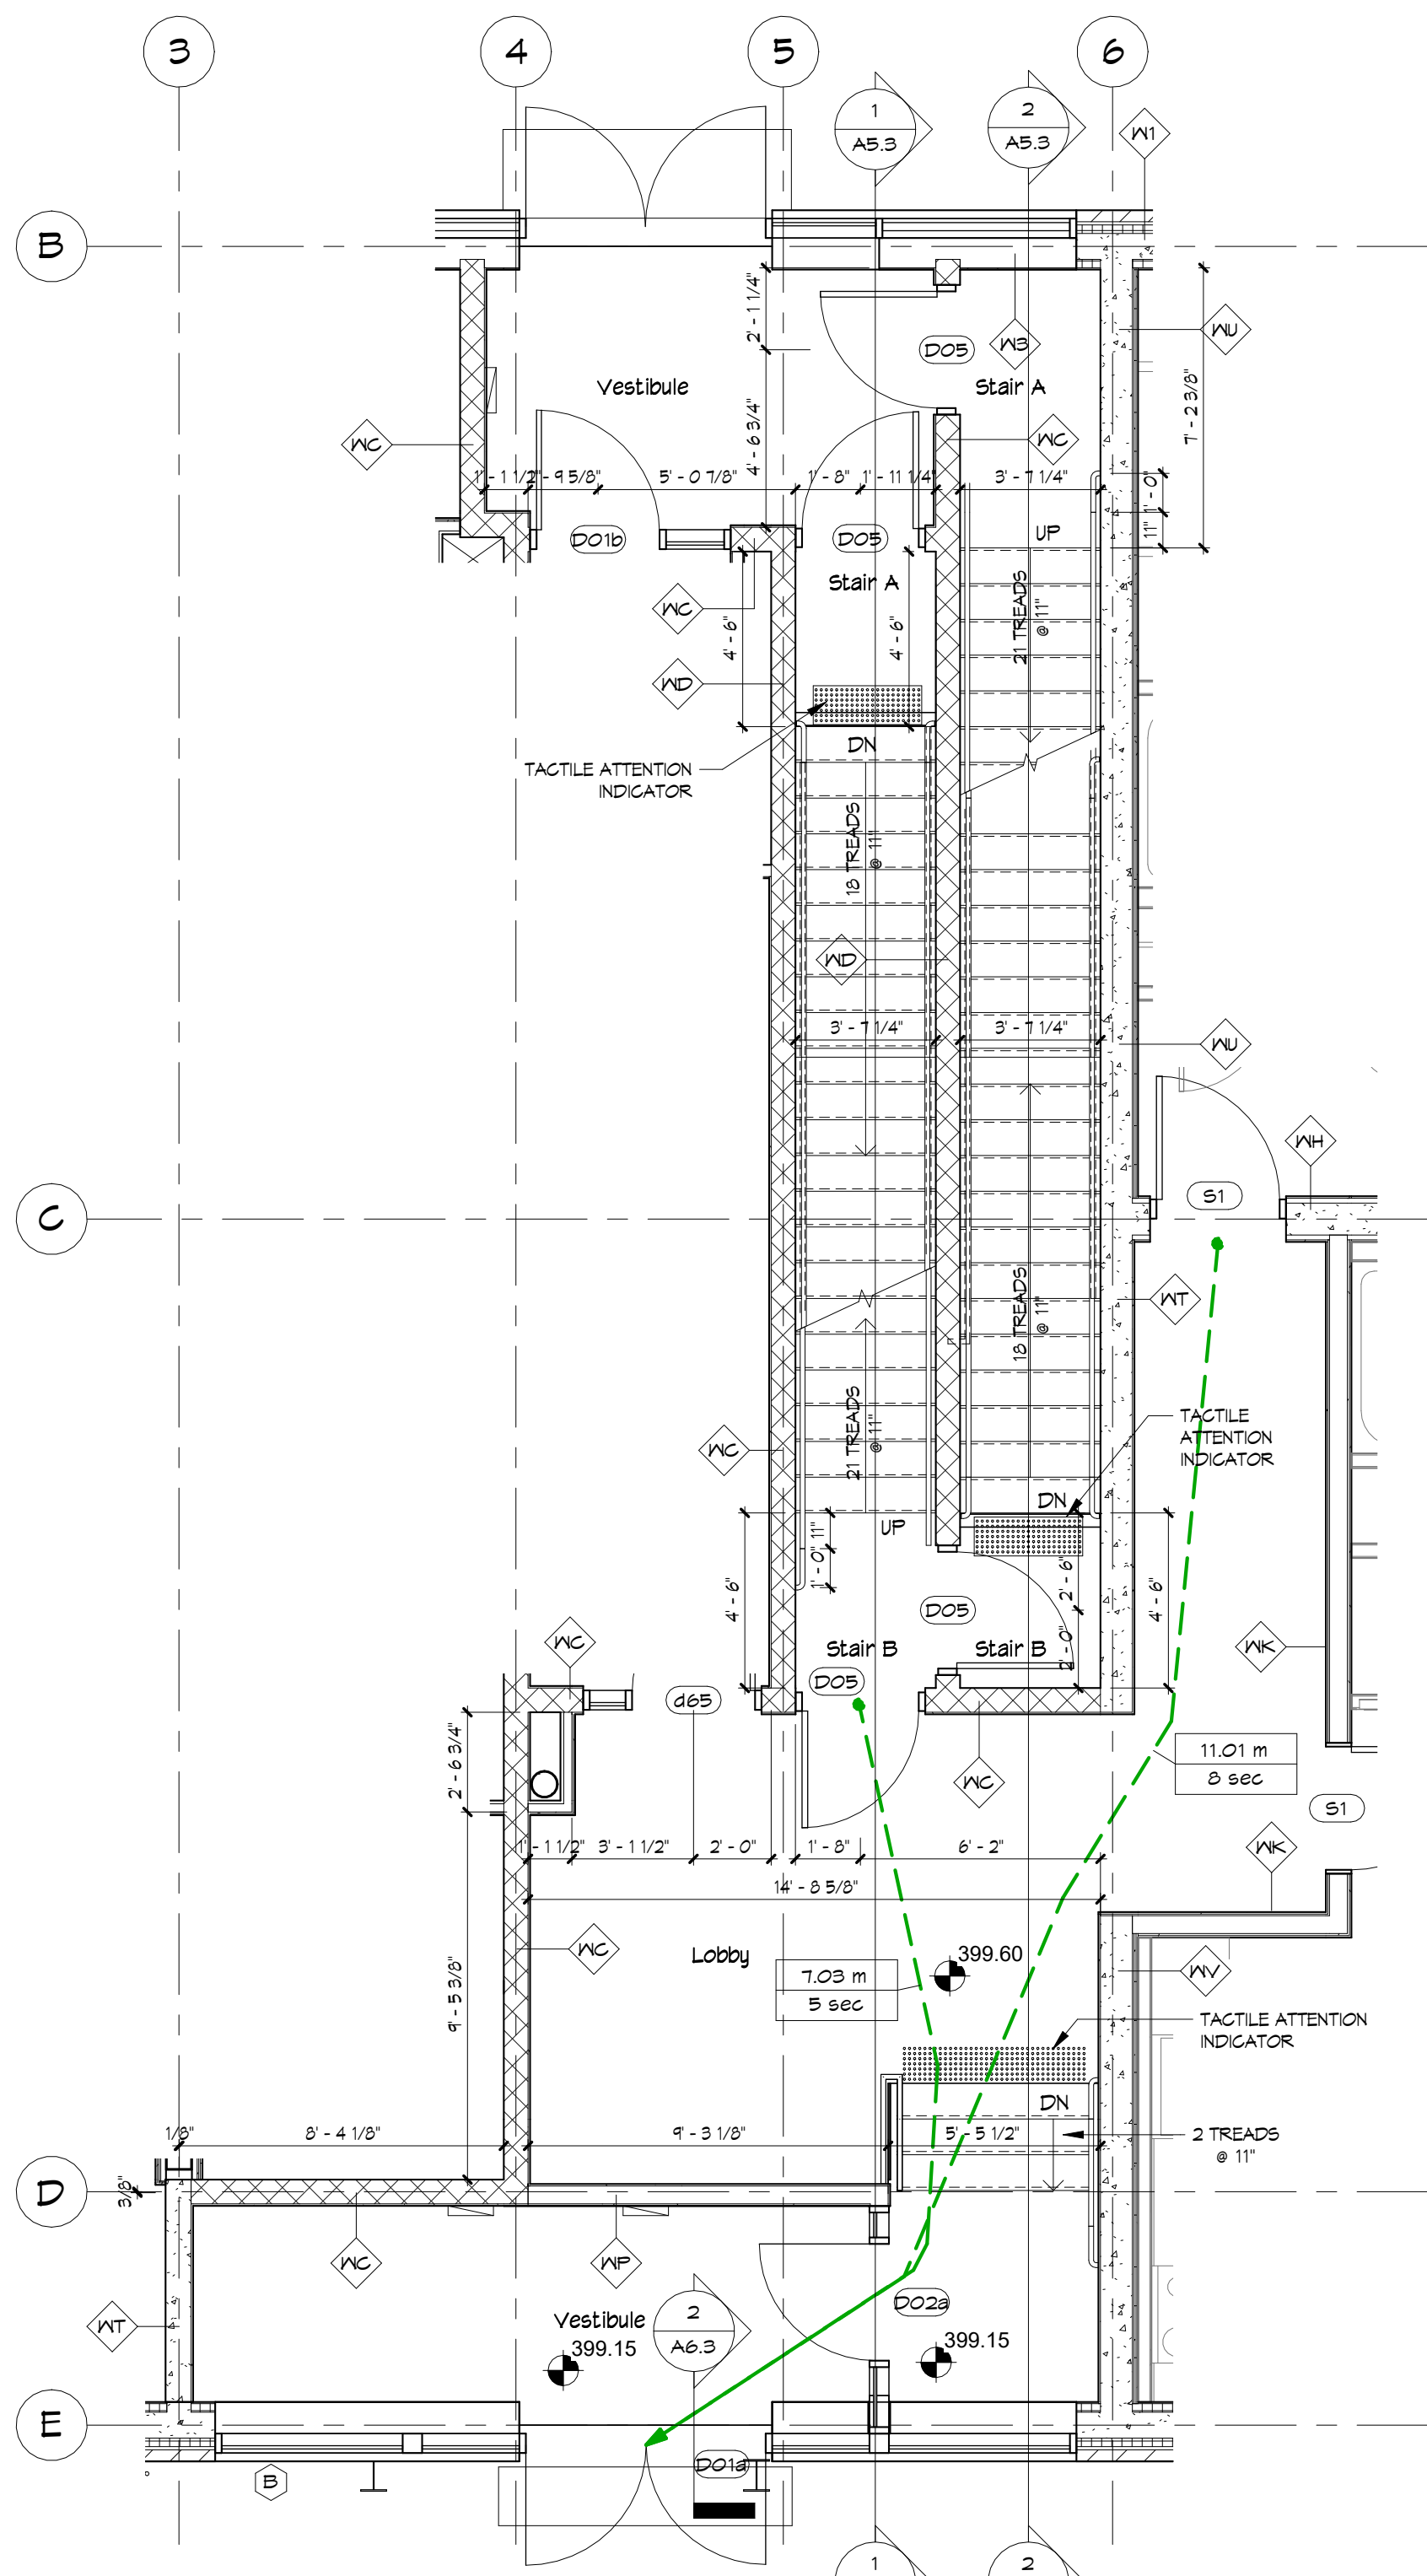 3
4
5
6
1
A5.3
2
A5.3
W1
B
2' - 1 1/4"
WU
D05
W3
Vestibule
Stair A
7' - 2 3/8"
4' - 6 3/4"
WC
WC
1' - 1 1/2"
- 9 5/8"
5' - 0 7/8"
1' - 8"
1' - 11 1/4"
3' - 7 1/4"
1' - 0"
11"
D01b
D05
UP
Stair A
WC
4' - 6"
4' - 6"
21 TREADS
@ 11"
WD
DN
TACTILE ATTENTION
INDICATOR
18 TREADS
@ 11"
WD
3' - 7 1/4"
3' - 7 1/4"
WU
WH
S1
C
WT
18 TREADS
@ 11"
TACTILE
ATTENTION
INDICATOR
21 TREADS
@ 11"
WC
DN
UP
11"
1' - 0"
4' - 6"
2' - 6"
4' - 6"
D05
2' - 0"
WC
Stair B
Stair B
WK
D05
d65
11.01 m
8 sec
2' - 6 3/4"
WC
S1
1' - 1 1/2"
3' - 1 1/2"
2' - 0"
1' - 8"
6' - 2"
WK
14' - 8 5/8"
WC
Lobby
399.60
7.03 m
5 sec
WV
9' - 5 3/8"
TACTILE ATTENTION
INDICATOR
DN
1/8"
8' - 4 1/8"
9' - 3 1/8"
5' - 5 1/2"
2 TREADS
@ 11"
D
3/8"
WC
WP
D02a
Vestibule
2
A6.3
WT
399.15
399.15
E
D01a
B
1
2